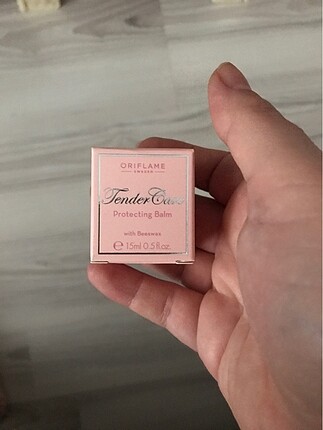 ORIFLAME
SWEDEN
Tender Care
Protecting Balm
with Beeswax
℮ 15ml 0.5 fl.oz.